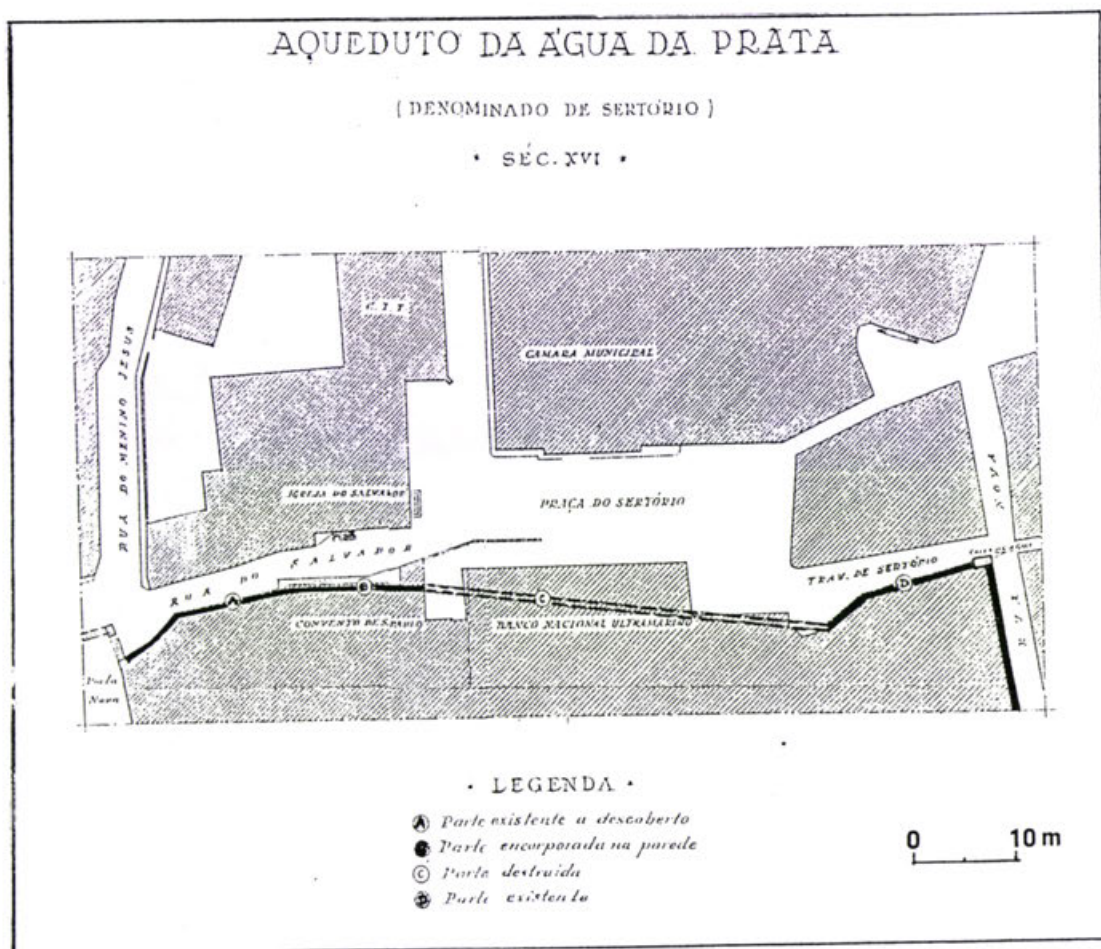 AQUEDUTO DA ÁGUA DA PRATA
(DENOMINADO DE SERTÓRIO)
• SÉC. XVI •
C.T.T
CAMARA MUNICIPAL
RUA DO MENINO JESUS
IGREJA DO SALVADOR
PRAÇA DO SERTÓRIO
RUA NOVA
RUA DO SALVADOR
TRAV. DE SERTÓRIO
A
B
C
D
CONVENTO DE S. PAULO
BANCO NACIONAL ULTRAMARINO
Porta
Nova
• LEGENDA •
A Parte existente a descoberto
B Parte encorporada na parede
C Parte destruida
D Parte existente
0 10 m